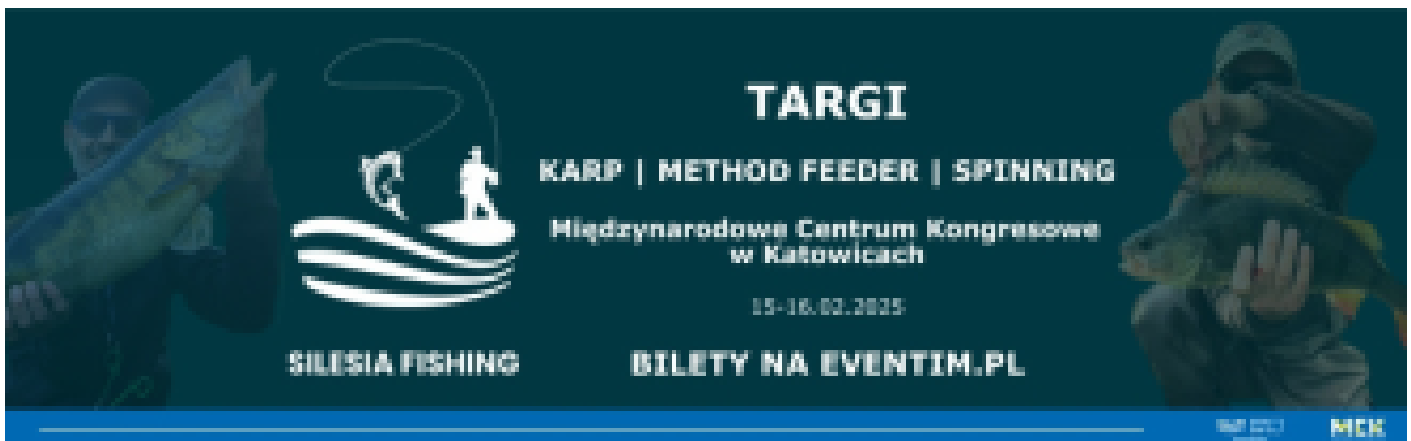 TARGI
KARP | METHOD FEEDER | SPINNING
Międzynarodowe Centrum Kongresowe
w Katowicach
15-16.02.2025
SILESIA FISHING
BILETY NA EVENTIM.PL
MCK